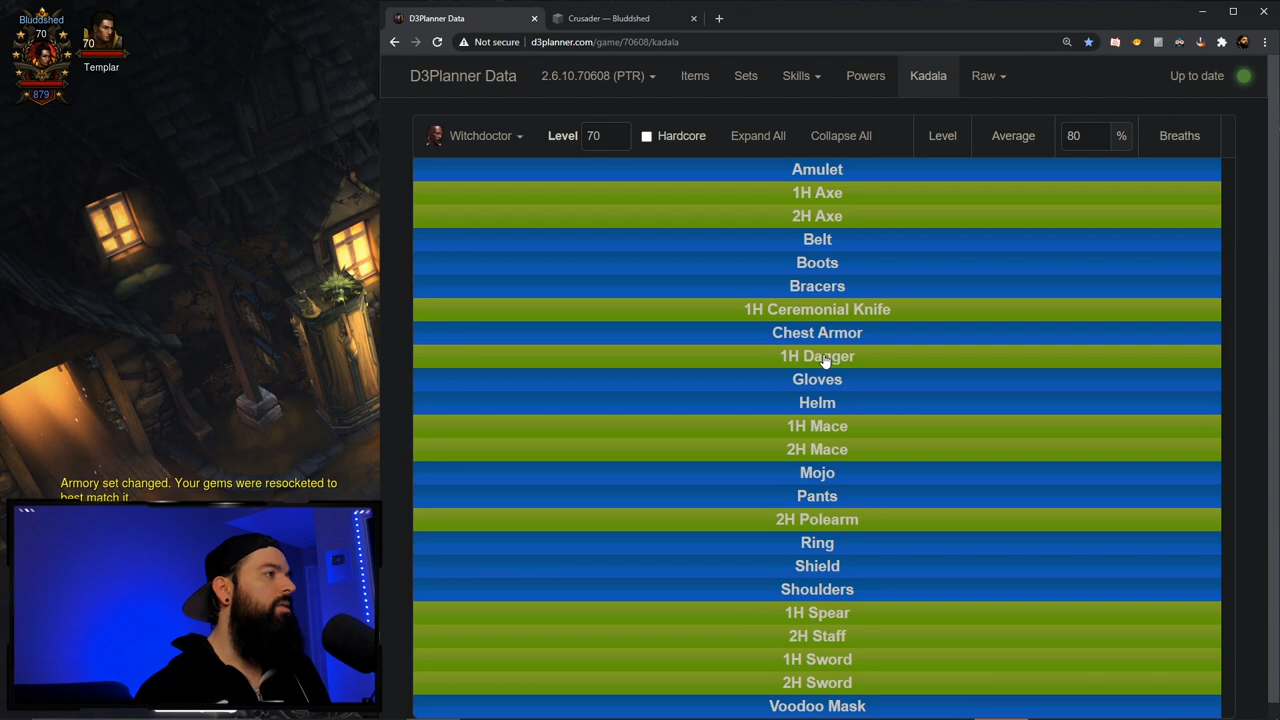 Bluddshed
70
879
70
Templar
D3Planner Data
Crusader — Bluddshed
Not secure
d3planner.com/game/70608/kadala
D3Planner Data
2.6.10.70608 (PTR)
Items
Sets
Skills
Powers
Kadala
Raw
Up to date
Witchdoctor
Level
70
Hardcore
Expand All
Collapse All
Level
Average
80
%
Breaths
Amulet
1H Axe
2H Axe
Belt
Boots
Bracers
1H Ceremonial Knife
Chest Armor
1H Dagger
Gloves
Helm
1H Mace
2H Mace
Mojo
Pants
2H Polearm
Ring
Shield
Shoulders
1H Spear
2H Staff
1H Sword
2H Sword
Voodoo Mask
Armory set changed. Your gems were resocketed to
best match it.